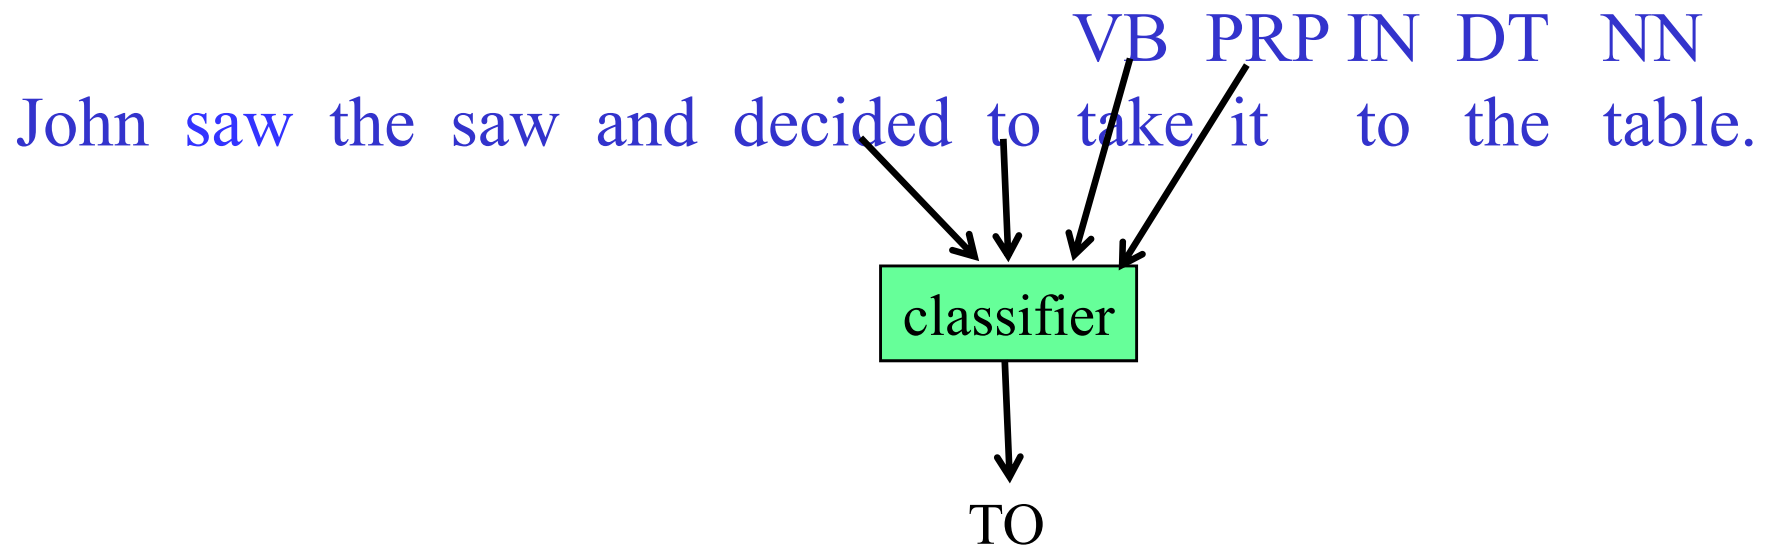 VB PRP IN DT NN
John saw the saw and decided to take it to the table.
classifier
TO